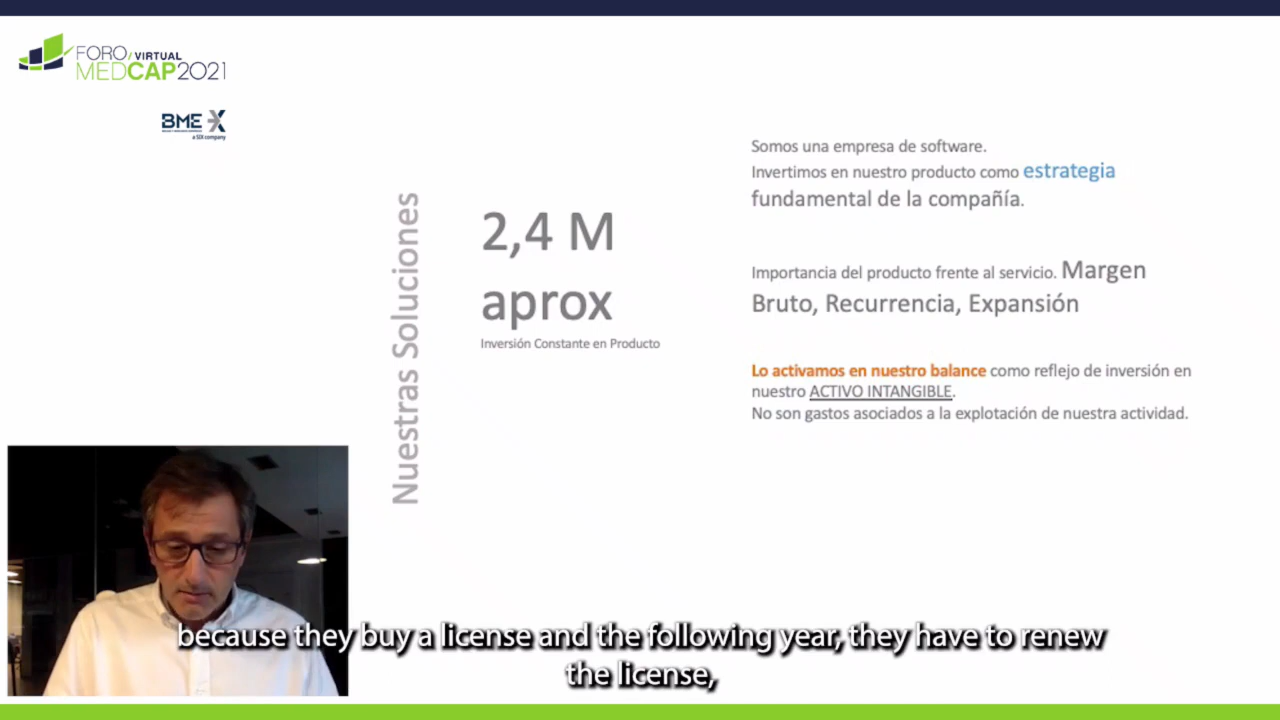 FORO/VIRTUAL
MEDCAP2021
BME X
a SIX company
Nuestras Soluciones
2,4 M
aprox
Inversión Constante en Producto
Somos una empresa de software.
Invertimos en nuestro producto como estrategia
fundamental de la compañía.
Importancia del producto frente al servicio. Margen
Bruto, Recurrencia, Expansión
Lo activamos en nuestro balance como reflejo de inversión en
nuestro ACTIVO INTANGIBLE.
No son gastos asociados a la explotación de nuestra actividad.
because they buy a license and the following year, they have to renew
the license,